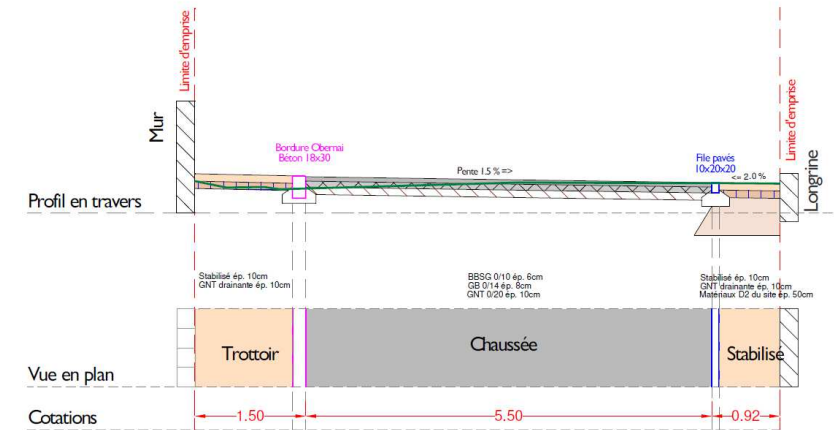 Limite d'emprise
Mur
Bordure Obernai
Béton 18x30
Pente 1.5 % =>
File pavés
10x20x20
<= 2.0 %
Limite d'emprise
Longrine
Profil en travers
Stabilisé ép. 10cm
GNT drainante ép. 10cm
BBSG 0/10 ép. 6cm
GB 0/14 ép. 8cm
GNT 0/20 ép. 10cm
Stabilisé ép. 10cm
GNT drainante ép. 10cm
Matériaux D2 du site ép. 50cm
Trottoir
Chaussée
Stabilisé
Vue en plan
Cotations
1.50
5.50
0.92